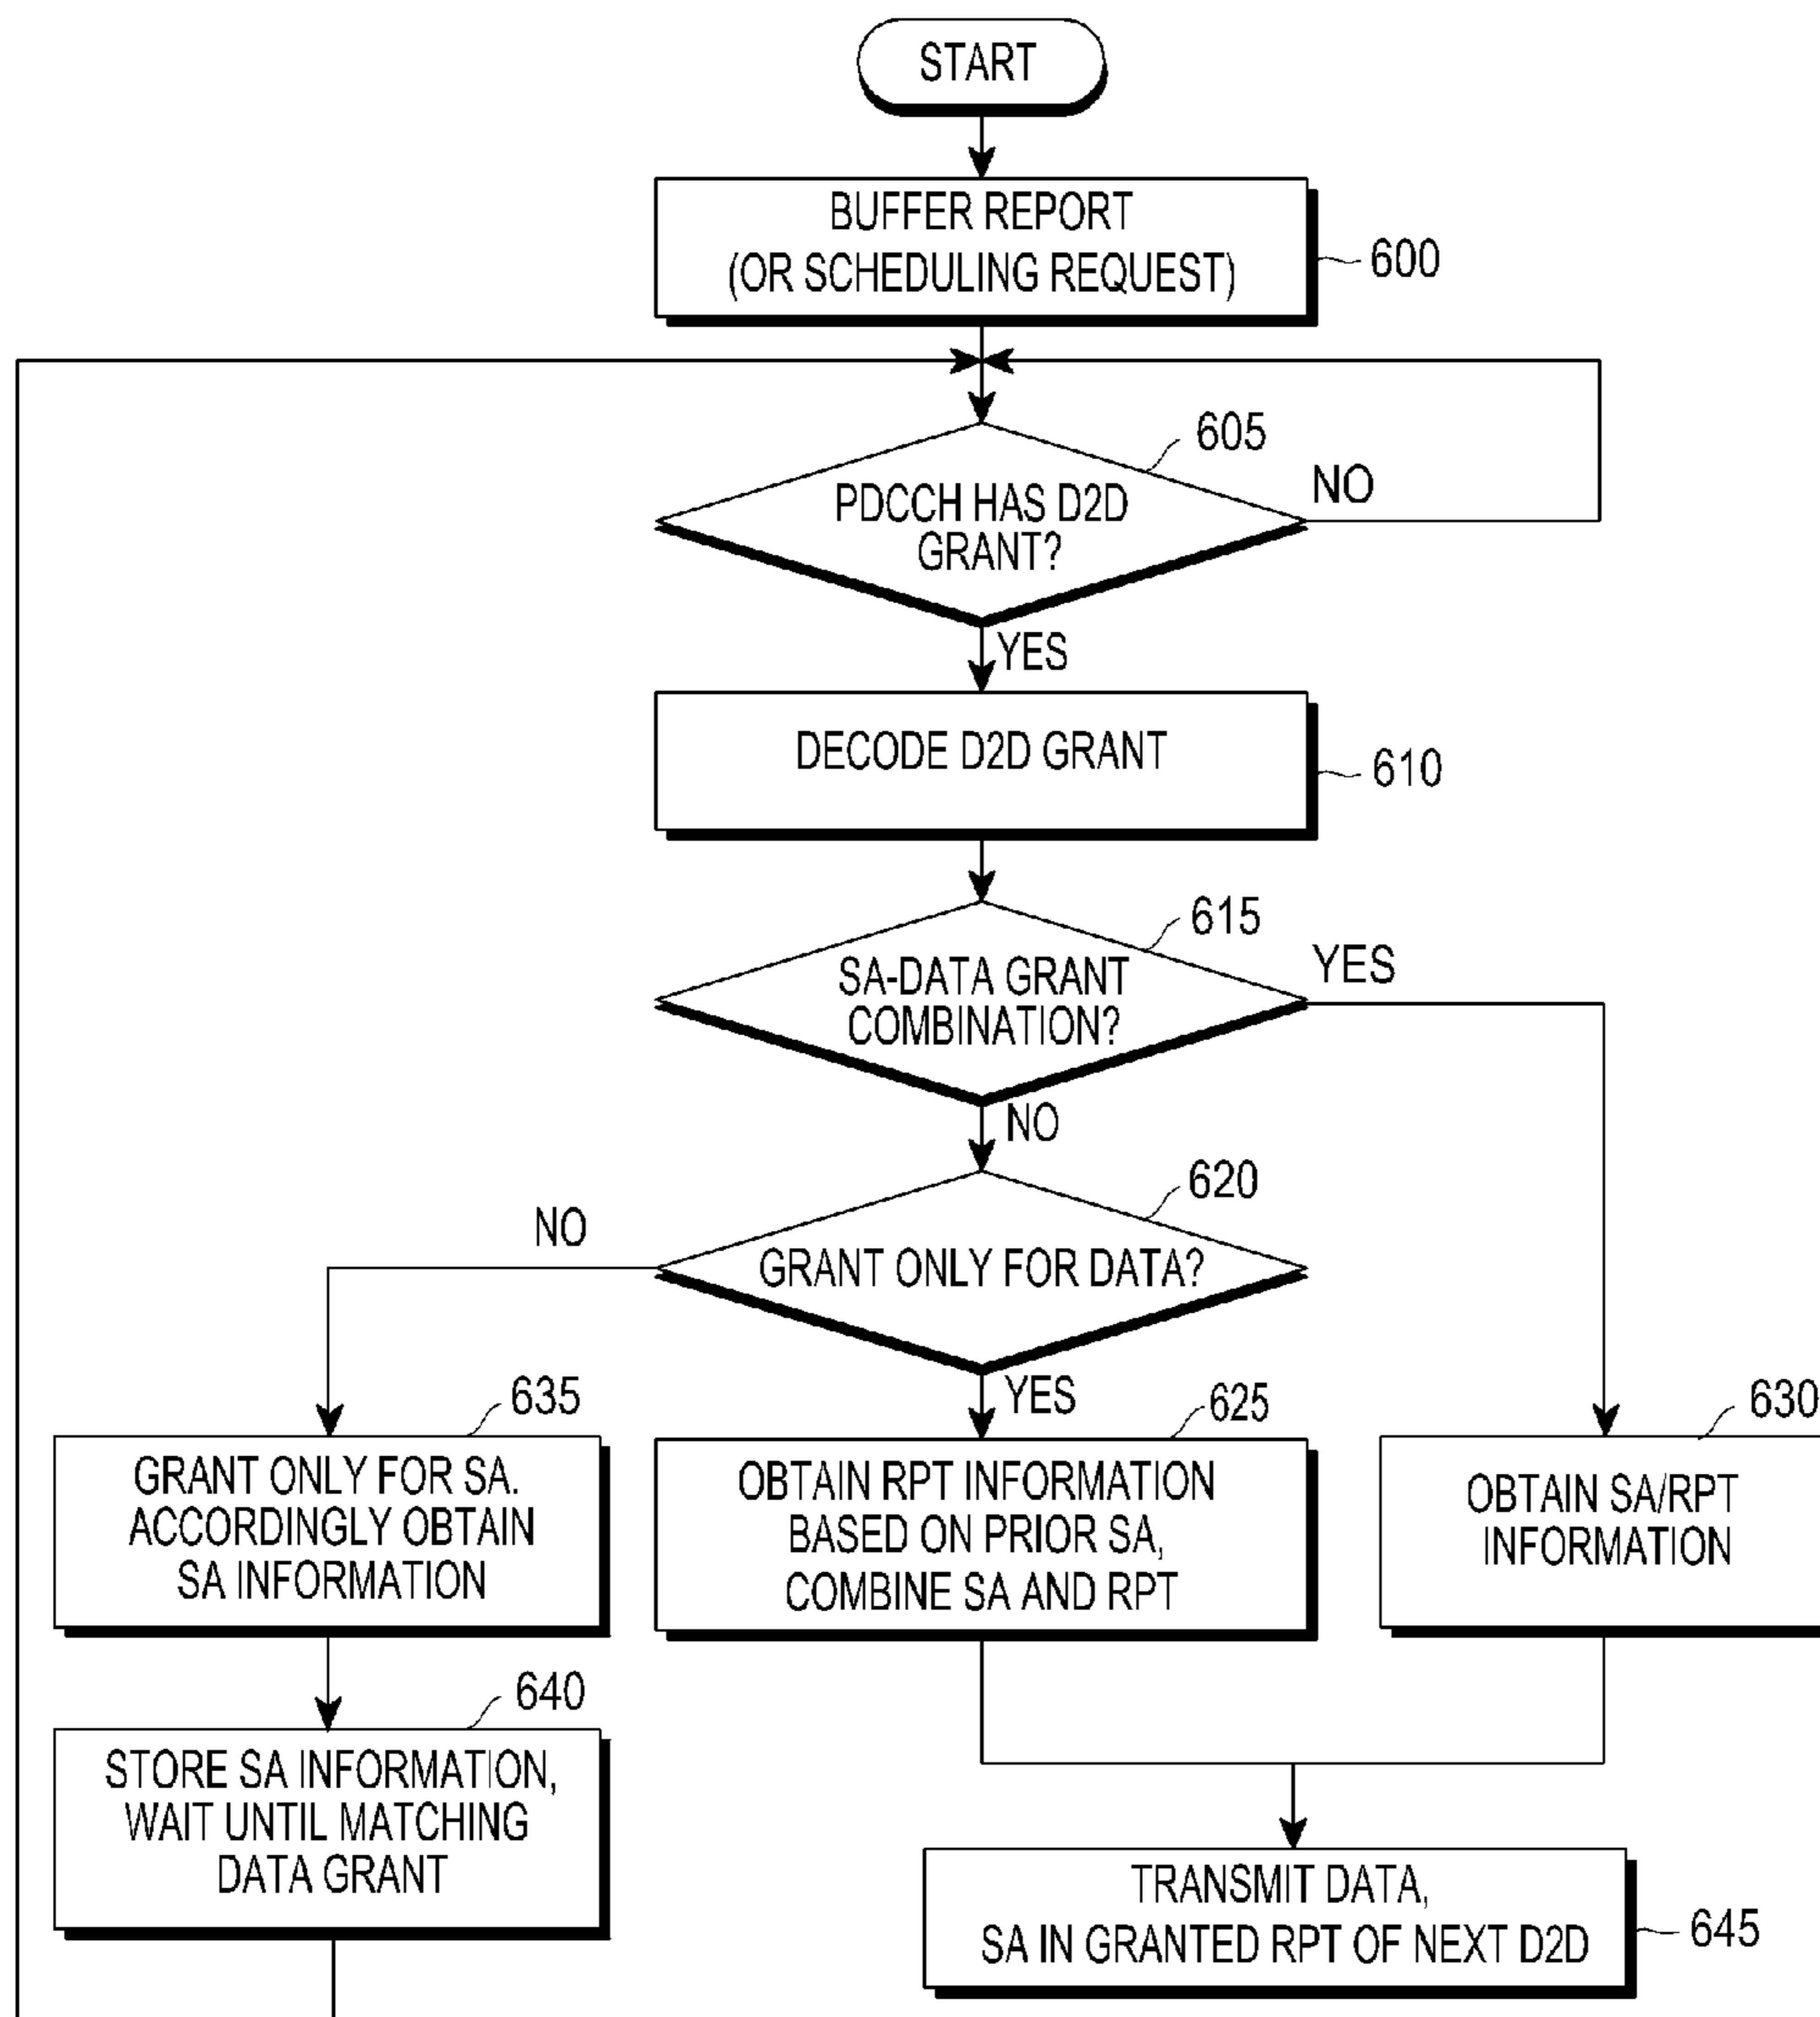 START
BUFFER REPORT
(OR SCHEDULING REQUEST)
600
605
PDCCH HAS D2D
GRANT?
NO
YES
DECODE D2D GRANT
610
615
SA-DATA GRANT
COMBINATION?
YES
NO
620
GRANT ONLY FOR DATA?
NO
YES
635
GRANT ONLY FOR SA.
ACCORDINGLY OBTAIN
SA INFORMATION
625
OBTAIN RPT INFORMATION
BASED ON PRIOR SA,
COMBINE SA AND RPT
630
OBTAIN SA/RPT
INFORMATION
640
STORE SA INFORMATION,
WAIT UNTIL MATCHING
DATA GRANT
TRANSMIT DATA,
SA IN GRANTED RPT OF NEXT D2D
645